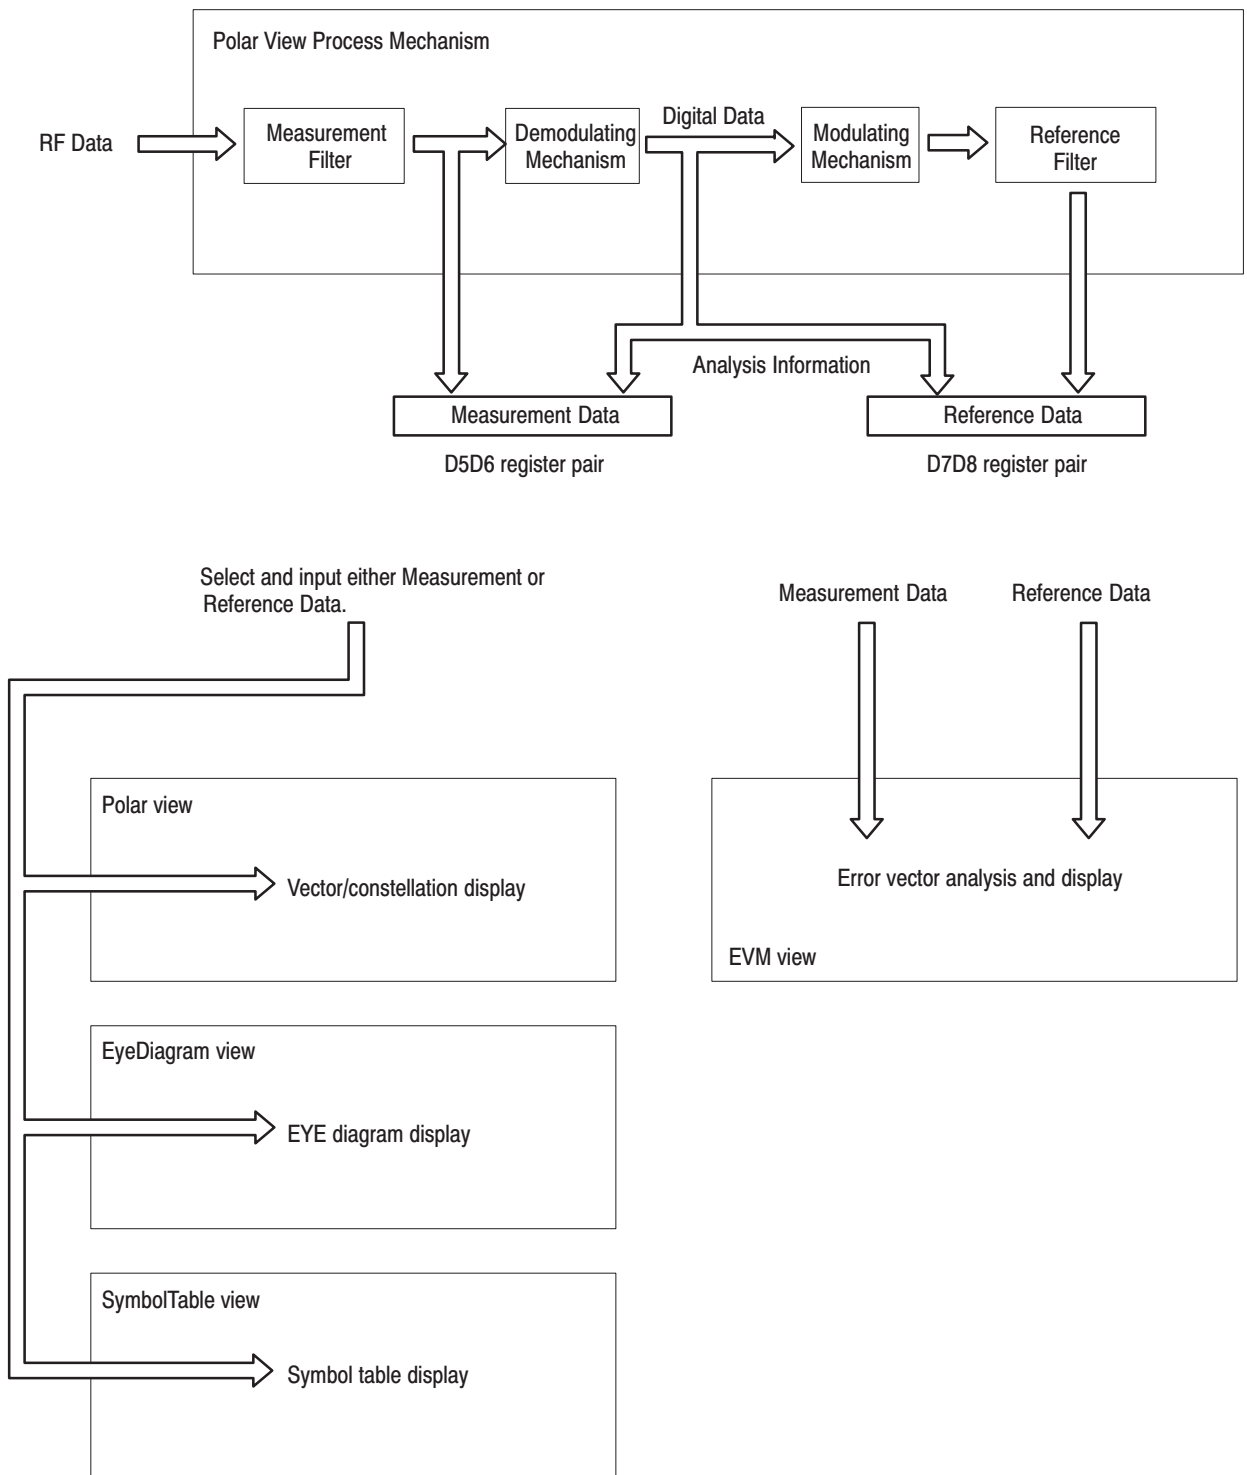 Polar View Process Mechanism
RF Data
Measurement
Filter
Demodulating
Mechanism
Digital Data
Modulating
Mechanism
Reference
Filter
Analysis Information
Measurement Data
Reference Data
D5D6 register pair
D7D8 register pair
Select and input either Measurement or
Reference Data.
Measurement Data
Reference Data
Polar view
Vector/constellation display
Error vector analysis and display
EVM view
EyeDiagram view
EYE diagram display
SymbolTable view
Symbol table display